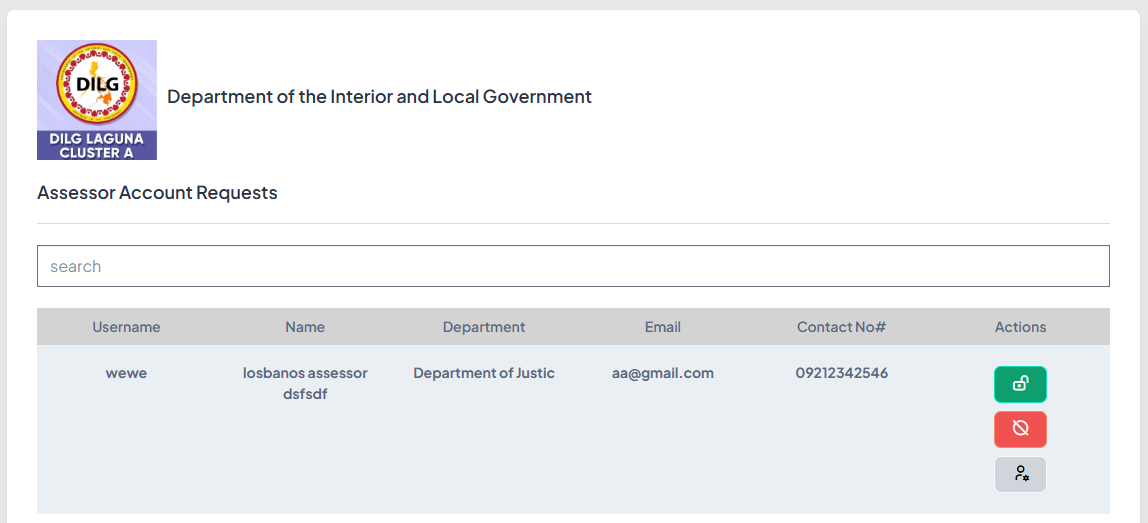 DILG
DILG LAGUNA
CLUSTER A
Department of the Interior and Local Government
Assessor Account Requests
search
Username Name Department Email Contact No# Actions
wewe losbanos assessor Department of Justic aa@gmail.com 09212342546
dsfsdf